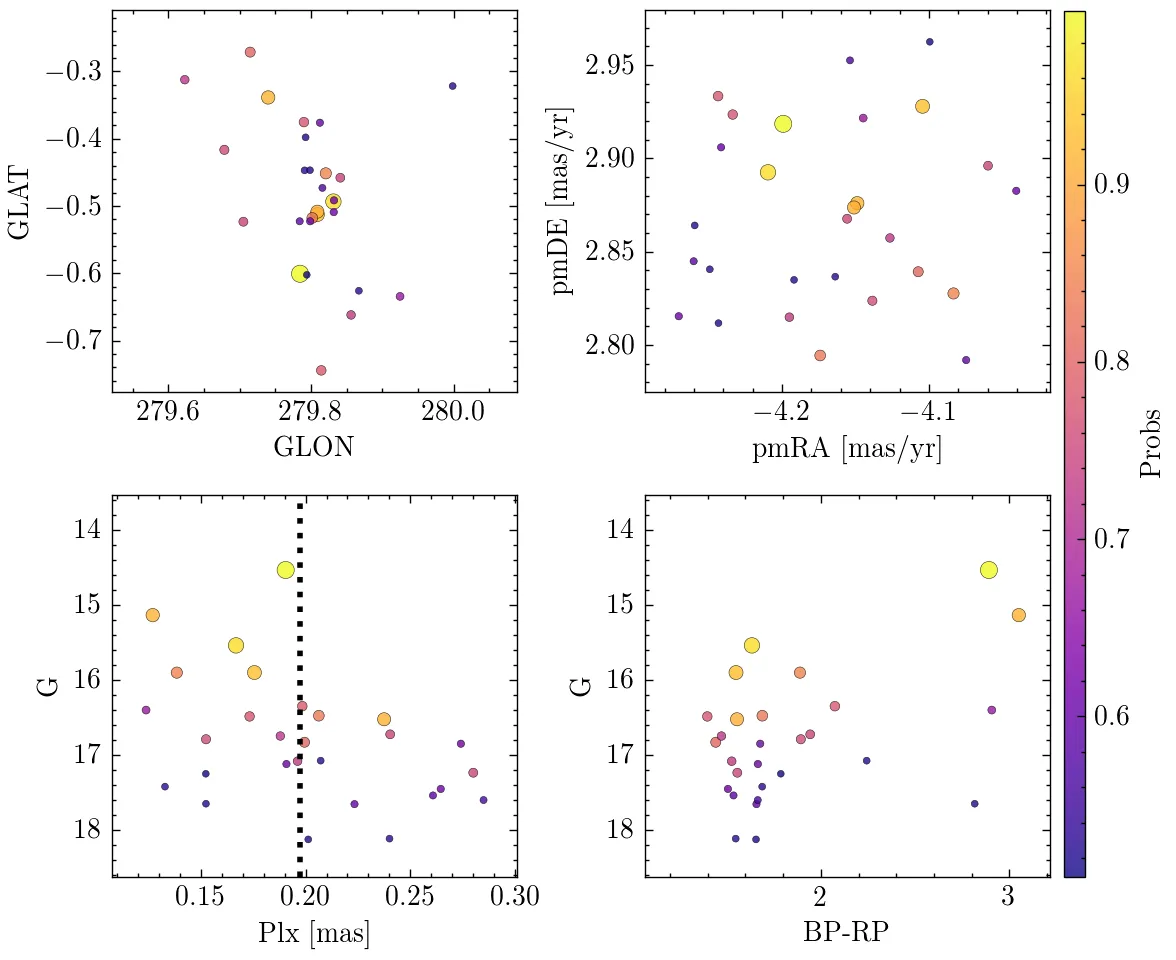 −0.3
−0.4
−0.5
−0.6
−0.7
GLAT
279.6 279.8 280.0
GLON
2.95
2.90
2.85
2.80
pmDE [mas/yr]
−4.2 −4.1
pmRA [mas/yr]
14
15
16
17
18
G
0.15 0.20 0.25 0.30
Plx [mas]
14
15
16
17
18
G
2 3
BP-RP
0.9
0.8
0.7
0.6
Probs